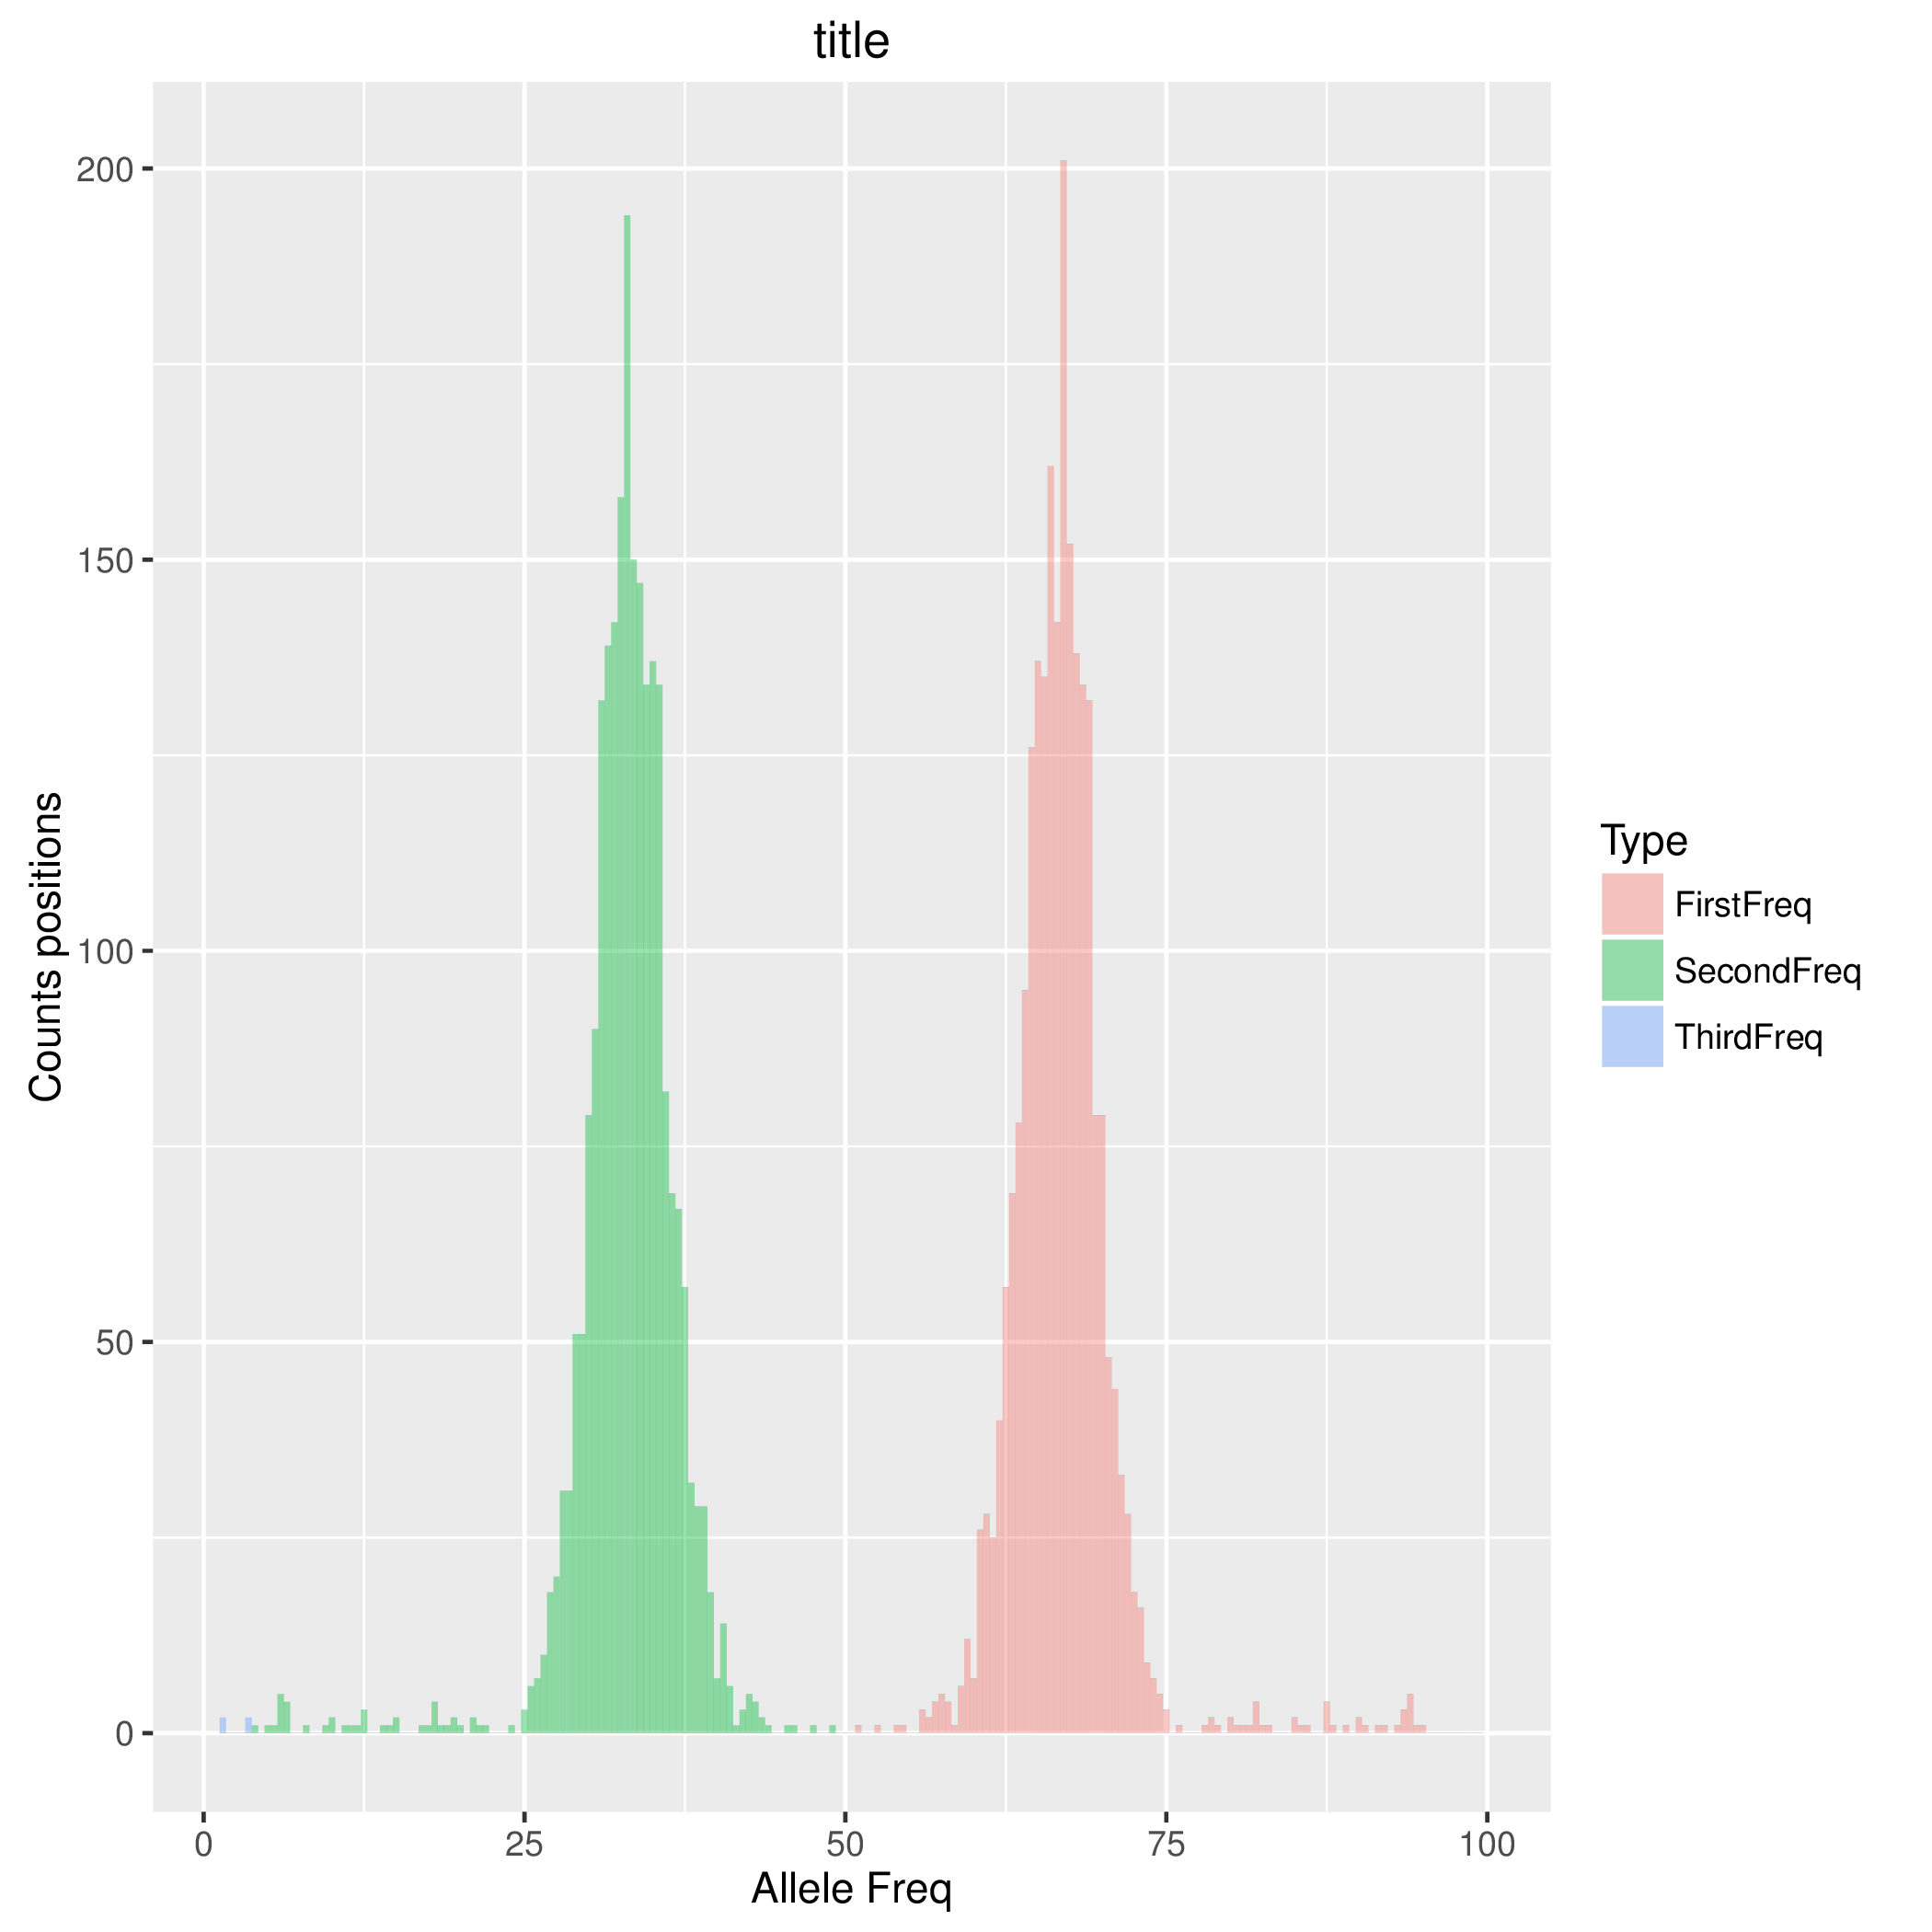 title
Counts positions
200
150
100
50
0
0 25 50 75 100
Allele Freq
Type
FirstFreq
SecondFreq
ThirdFreq